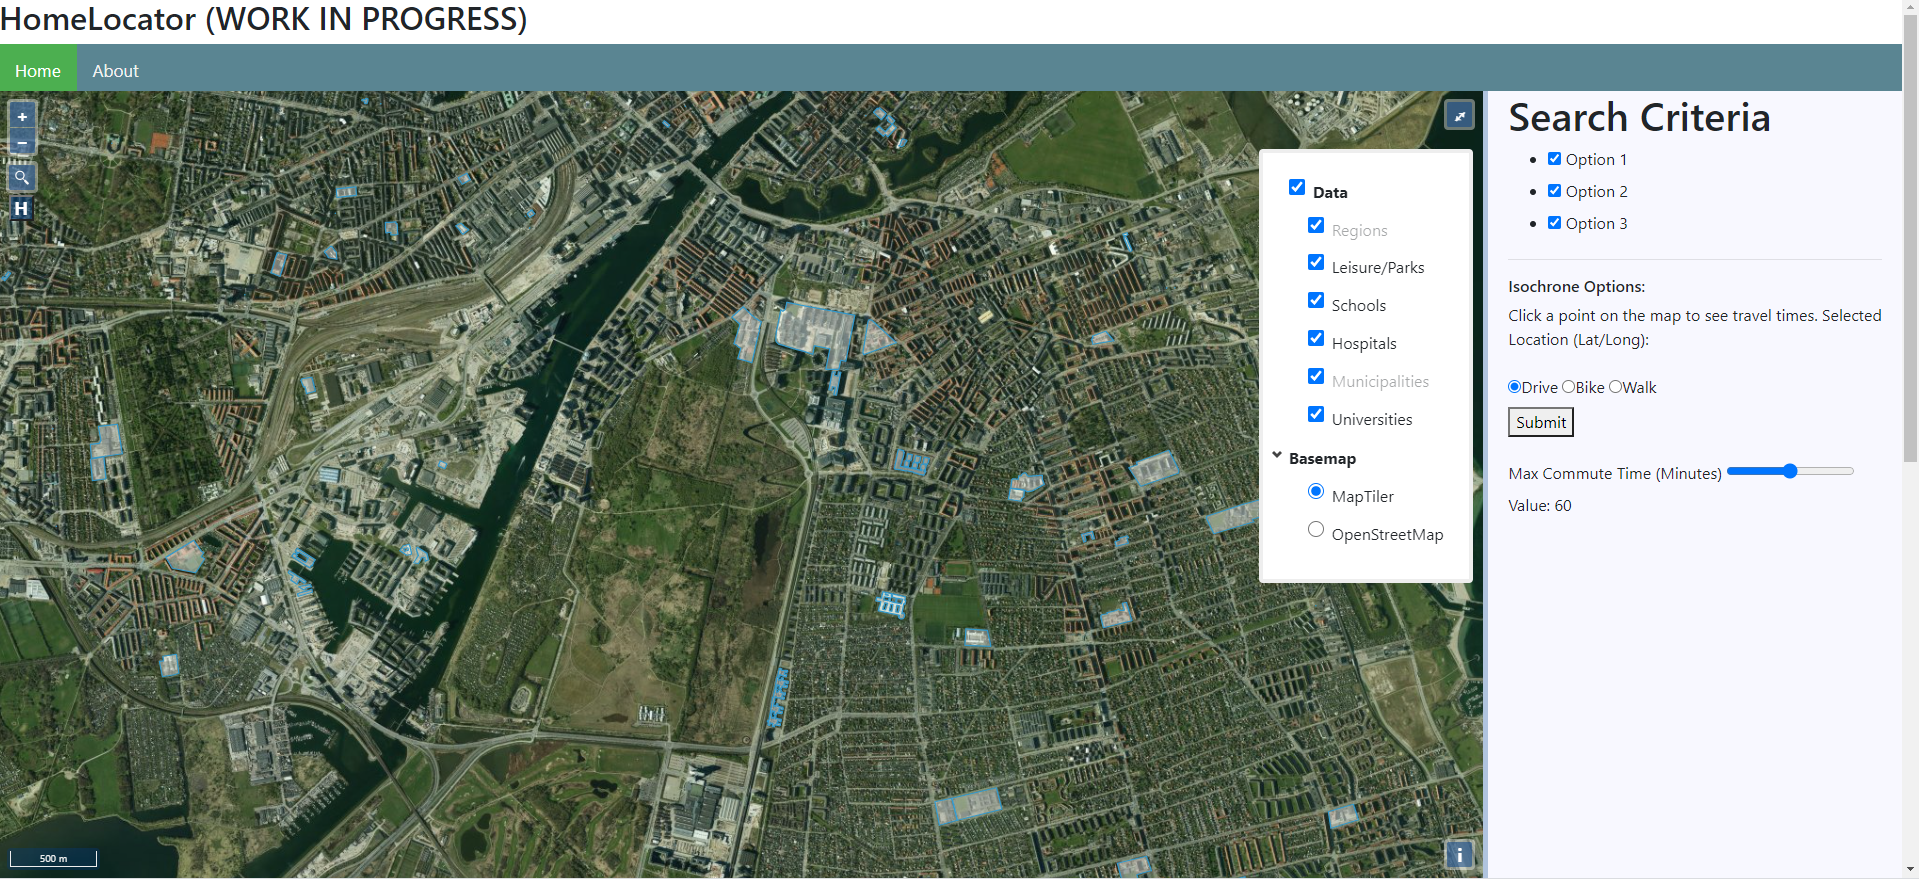 HomeLocator (WORK IN PROGRESS)
Home
About
+
−
H
Data
Regions
Leisure/Parks
Schools
Hospitals
Municipalities
Universities
Basemap
MapTiler
OpenStreetMap
500 m
i
Search Criteria
Option 1
Option 2
Option 3
Isochrone Options:
Click a point on the map to see travel times. Selected
Location (Lat/Long):
Drive Bike Walk
Submit
Max Commute Time (Minutes)
Value: 60